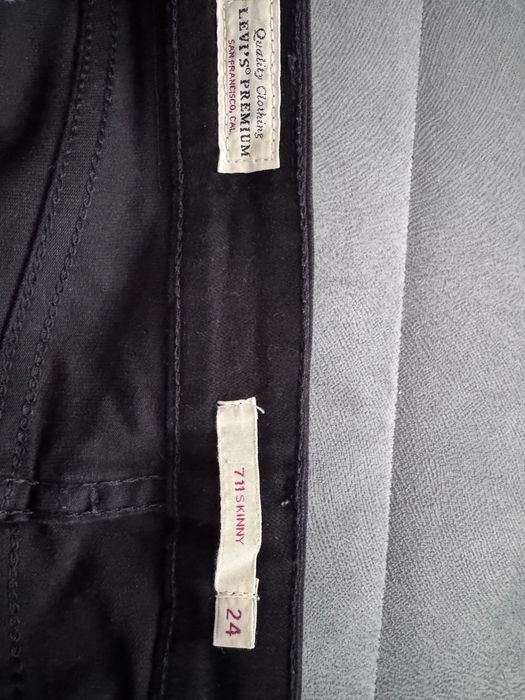 Quality Clothing
LEVI'S® PREMIUM
SAN FRANCISCO, CAL.
711 SKINNY
24